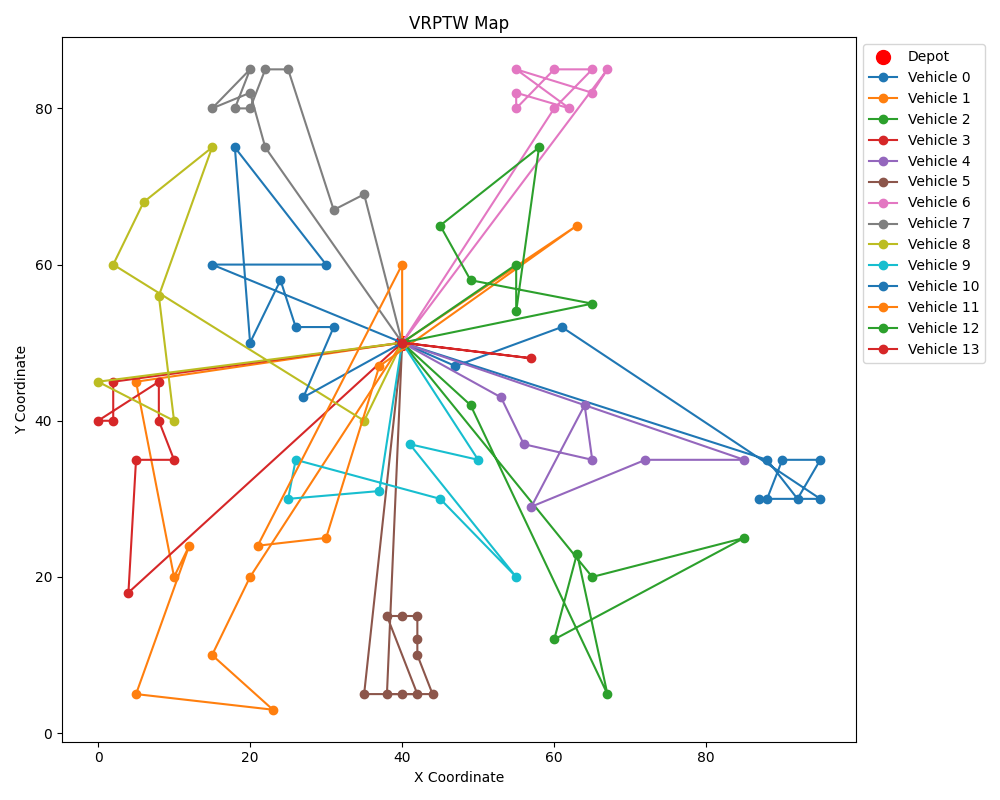 VRPTW Map
Y Coordinate
80
60
40
20
0
0
20
40
60
80
X Coordinate
Depot
Vehicle 0
Vehicle 1
Vehicle 2
Vehicle 3
Vehicle 4
Vehicle 5
Vehicle 6
Vehicle 7
Vehicle 8
Vehicle 9
Vehicle 10
Vehicle 11
Vehicle 12
Vehicle 13